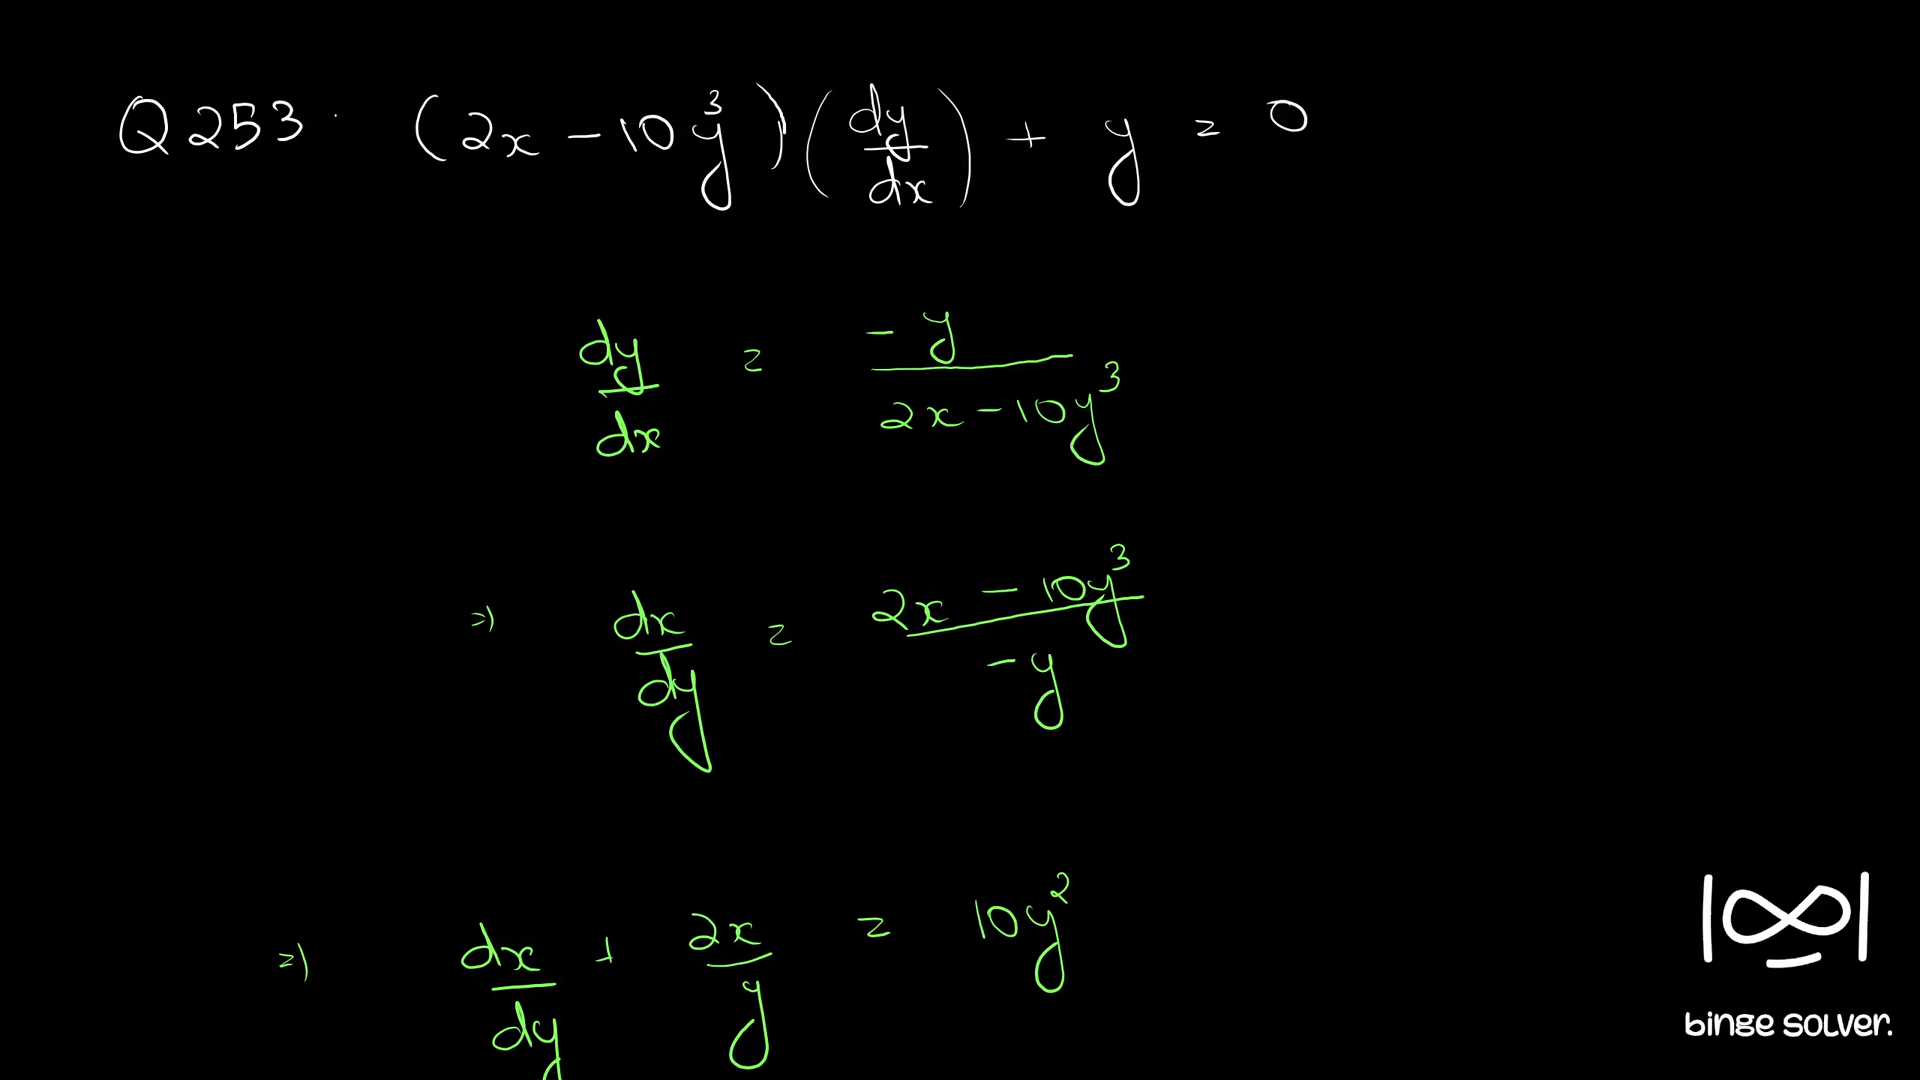 Q253. (2x - 10y³)(dy/dx) + y = 0
dy/dx = -y/(2x - 10y³)
⇒ dx/dy = (2x - 10y³)/(-y)
⇒ dx/dy + 2x/y = 10y²
binge solver.